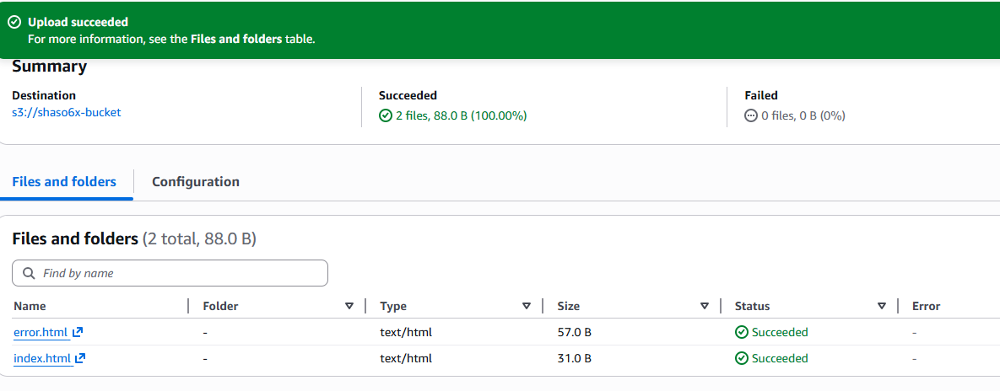 Upload succeeded
For more information, see the Files and folders table.
Summary
Destination
s3://shaso6x-bucket
Succeeded
2 files, 88.0 B (100.00%)
Failed
0 files, 0 B (0%)
Files and folders
Configuration
Files and folders (2 total, 88.0 B)
Find by name
Name Folder Type Size Status Error
error.html - text/html 57.0 B Succeeded -
index.html - text/html 31.0 B Succeeded -